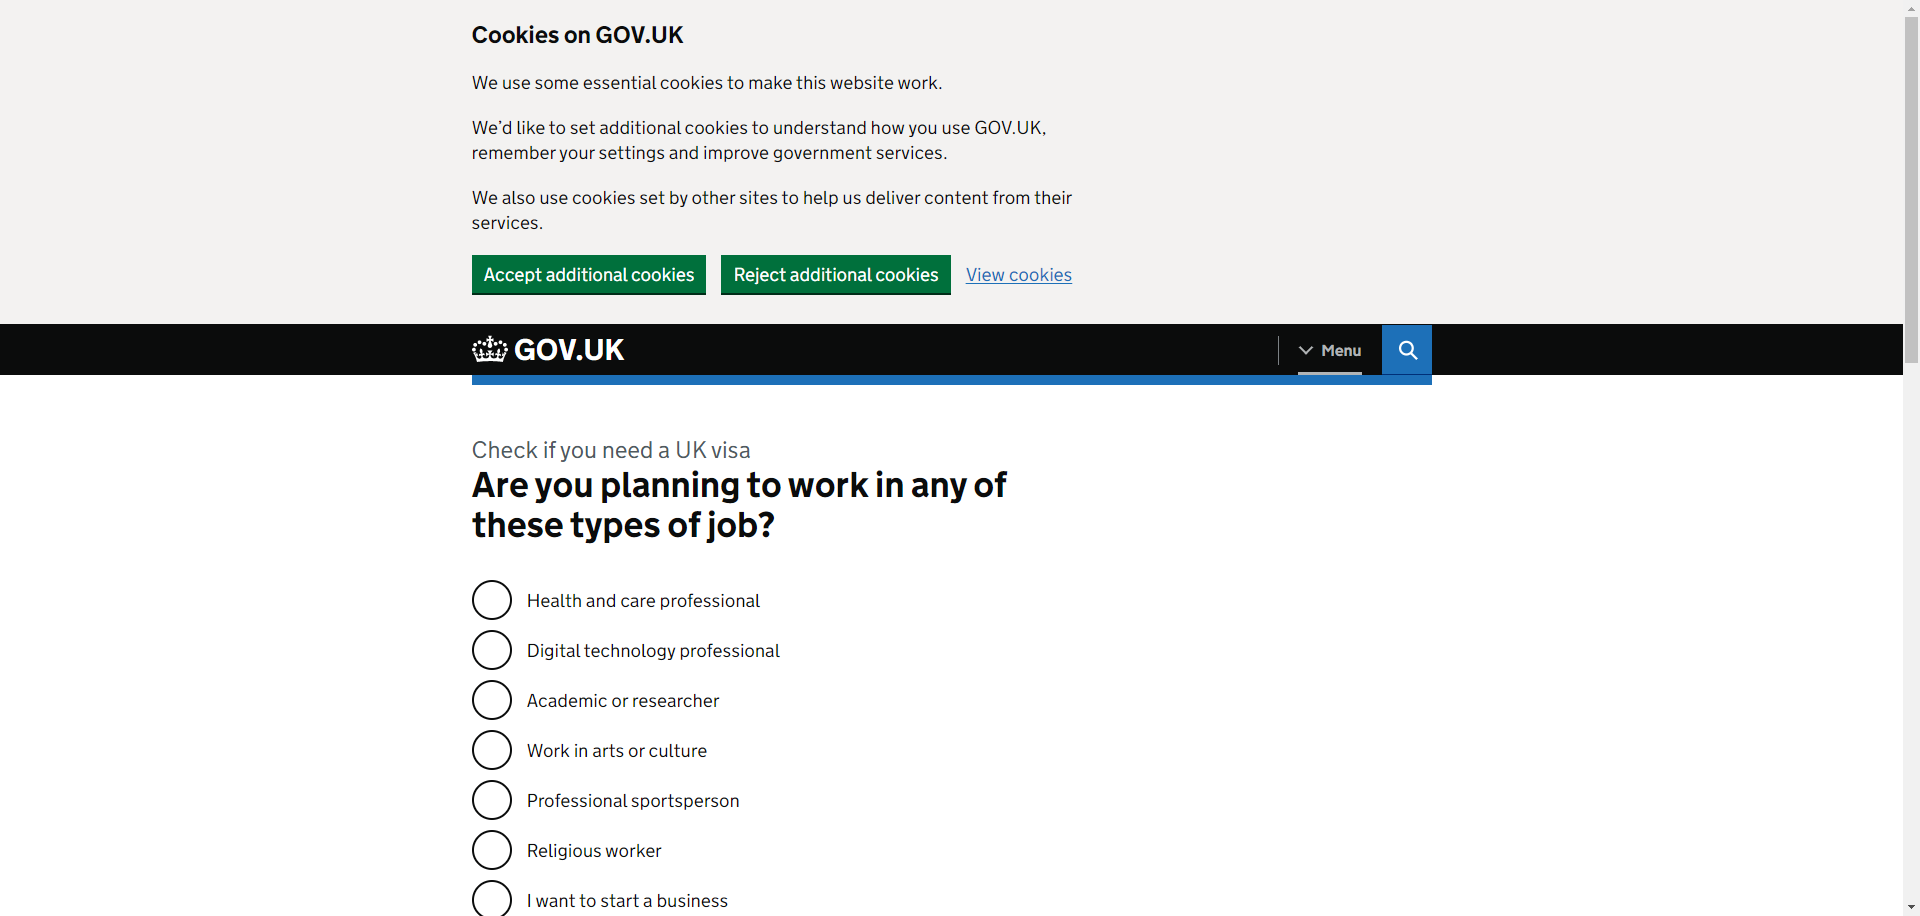 Cookies on GOV.UK
We use some essential cookies to make this website work.
We’d like to set additional cookies to understand how you use GOV.UK,
remember your settings and improve government services.
We also use cookies set by other sites to help us deliver content from their
services.
Accept additional cookies Reject additional cookies View cookies
GOV.UK Menu
Check if you need a UK visa
Are you planning to work in any of
these types of job?
Health and care professional
Digital technology professional
Academic or researcher
Work in arts or culture
Professional sportsperson
Religious worker
I want to start a business